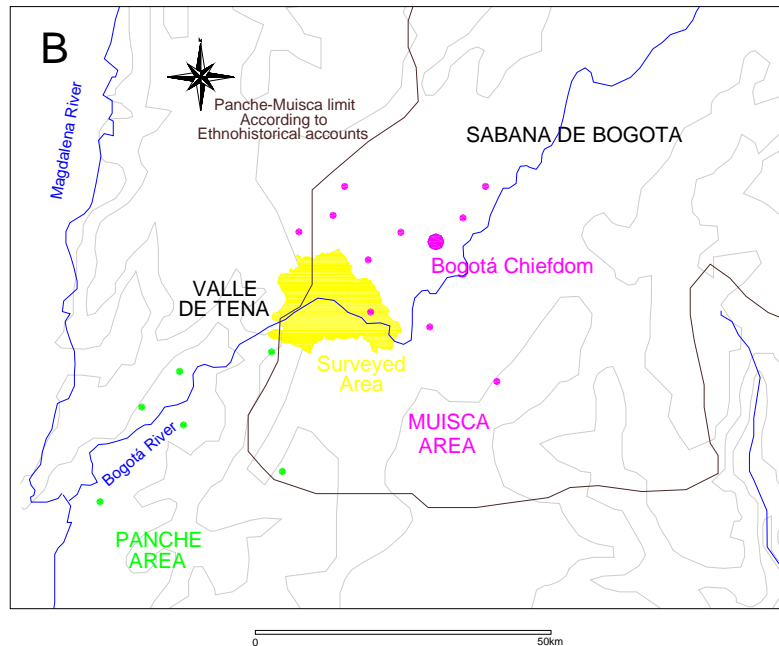 B
Magdalena River
Panche-Muisca limit
According to
Ethnohistorical accounts
SABANA DE BOGOTA
Bogotá Chiefdom
VALLE
DE TENA
Surveyed
Area
MUISCA
AREA
Bogotá River
PANCHE
AREA
0
50km